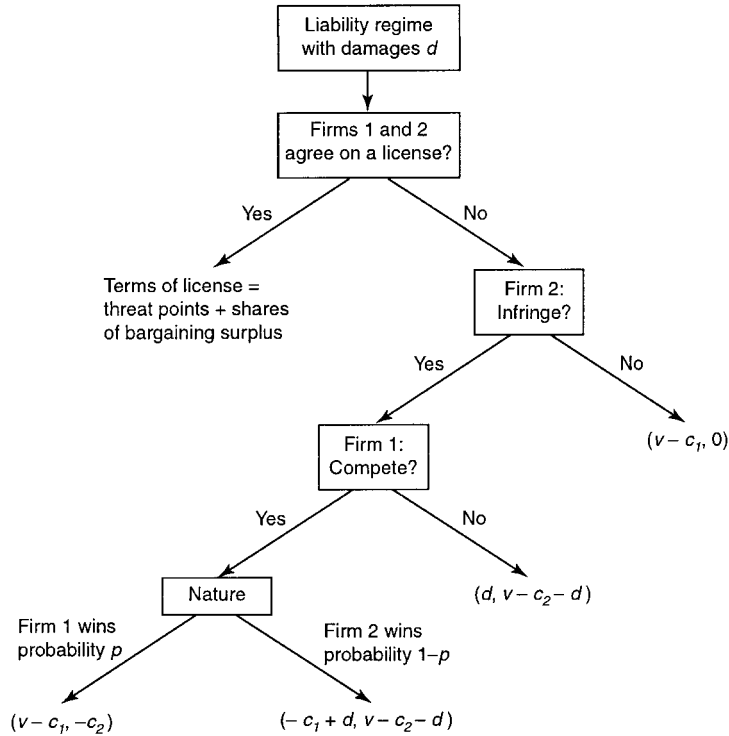 Liability regime
with damages d
Firms 1 and 2
agree on a license?
Yes
No
Terms of license =
threat points + shares
of bargaining surplus
Firm 2:
Infringe?
Yes
No
Firm 1:
Compete?
(v – c₁, 0)
Yes
No
Nature
(d, v – c₂ – d)
Firm 1 wins
probability p
Firm 2 wins
probability 1–p
(v – c₁, -c₂)
(– c₁ + d, v – c₂ – d)